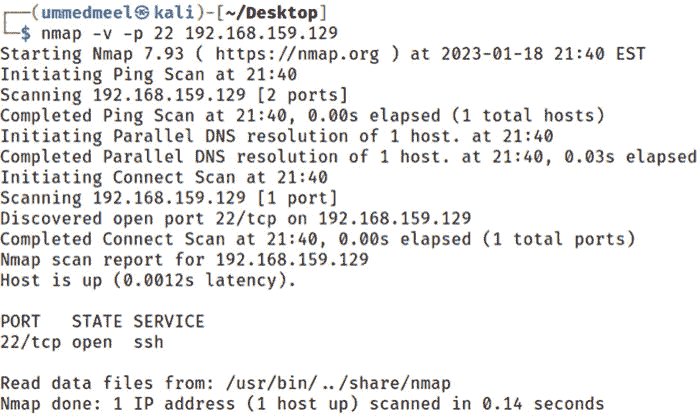 ┌──(ummedmeel㉿kali)-[~/Desktop]
└─$ nmap -v -p 22 192.168.159.129
Starting Nmap 7.93 ( https://nmap.org ) at 2023-01-18 21:40 EST
Initiating Ping Scan at 21:40
Scanning 192.168.159.129 [2 ports]
Completed Ping Scan at 21:40, 0.00s elapsed (1 total hosts)
Initiating Parallel DNS resolution of 1 host. at 21:40
Completed Parallel DNS resolution of 1 host. at 21:40, 0.03s elapsed
Initiating Connect Scan at 21:40
Scanning 192.168.159.129 [1 port]
Discovered open port 22/tcp on 192.168.159.129
Completed Connect Scan at 21:40, 0.00s elapsed (1 total ports)
Nmap scan report for 192.168.159.129
Host is up (0.0012s latency).
PORT   STATE SERVICE
22/tcp open  ssh
Read data files from: /usr/bin/../share/nmap
Nmap done: 1 IP address (1 host up) scanned in 0.14 seconds